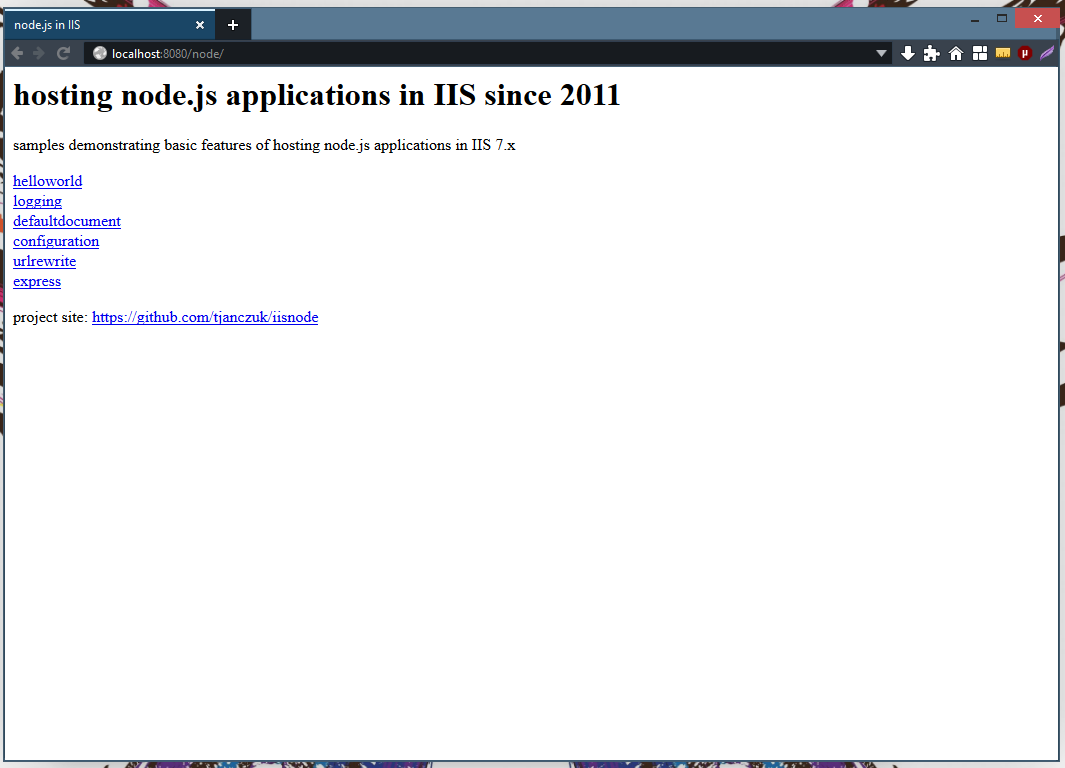 node.js in IIS
localhost:8080/node/
hosting node.js applications in IIS since 2011
samples demonstrating basic features of hosting node.js applications in IIS 7.x
helloworld
logging
defaultdocument
configuration
urlrewrite
express
project site: https://github.com/tjanczuk/iisnode